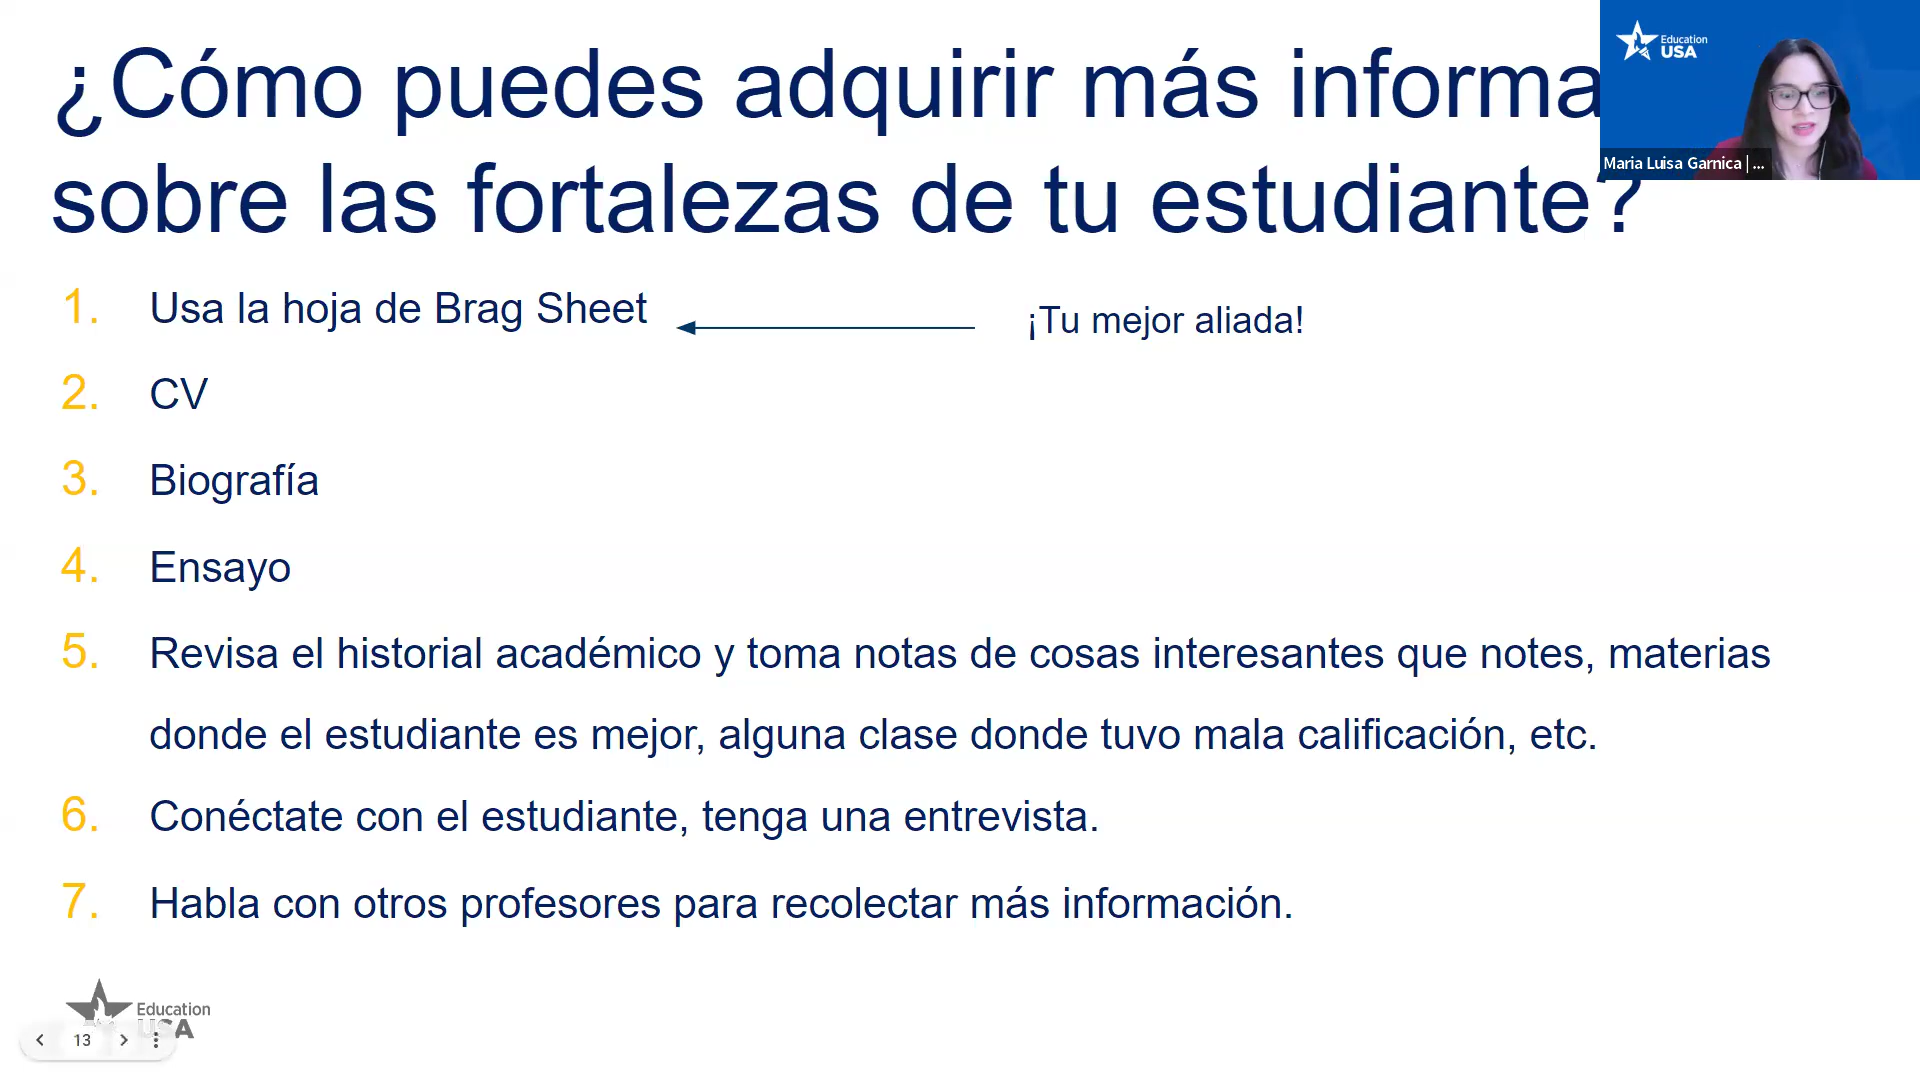 ¿Cómo puedes adquirir más informa
sobre las fortalezas de tu estudiante?
Education
USA
Maria Luisa Garnica | ...
1. Usa la hoja de Brag Sheet
¡Tu mejor aliada!
2. CV
3. Biografía
4. Ensayo
5. Revisa el historial académico y toma notas de cosas interesantes que notes, materias
donde el estudiante es mejor, alguna clase donde tuvo mala calificación, etc.
6. Conéctate con el estudiante, tenga una entrevista.
7. Habla con otros profesores para recolectar más información.
Education
USA
13